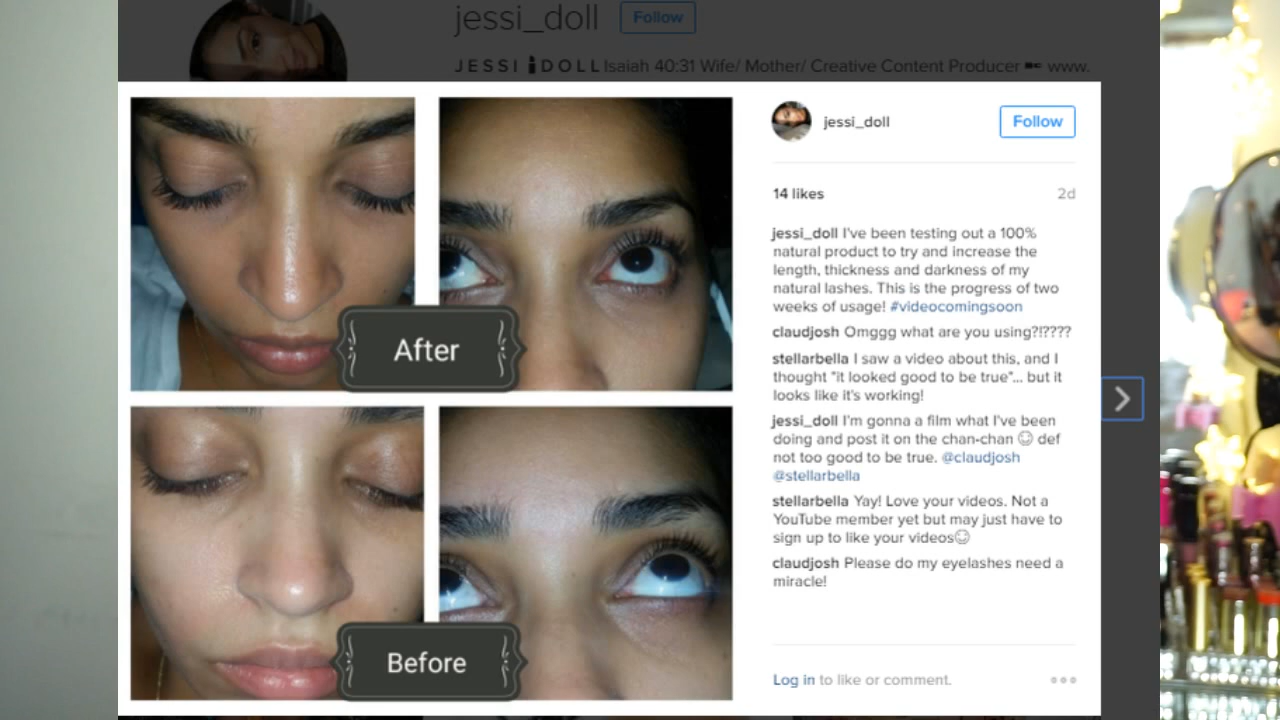 jessi_doll Follow
JESSI DOLL Isaiah 40:31 Wife/ Mother/ Creative Content Producer www.
jessi_doll Follow
14 likes 2d
jessi_doll I've been testing out a 100%
natural product to try and increase the
length, thickness and darkness of my
natural lashes. This is the progress of two
weeks of usage! #videocomingsoon
claudjosh Omggg what are you using?!????
stellarbella I saw a video about this, and I
thought "it looked good to be true"... but it
looks like it's working!
jessi_doll I'm gonna a film what I've been
doing and post it on the chan-chan ☺ def
not too good to be true. @claudjosh
@stellarbella
stellarbella Yay! Love your videos. Not a
YouTube member yet but may just have to
sign up to like your videos☺
claudjosh Please do my eyelashes need a
miracle!
Log in to like or comment.
After
Before